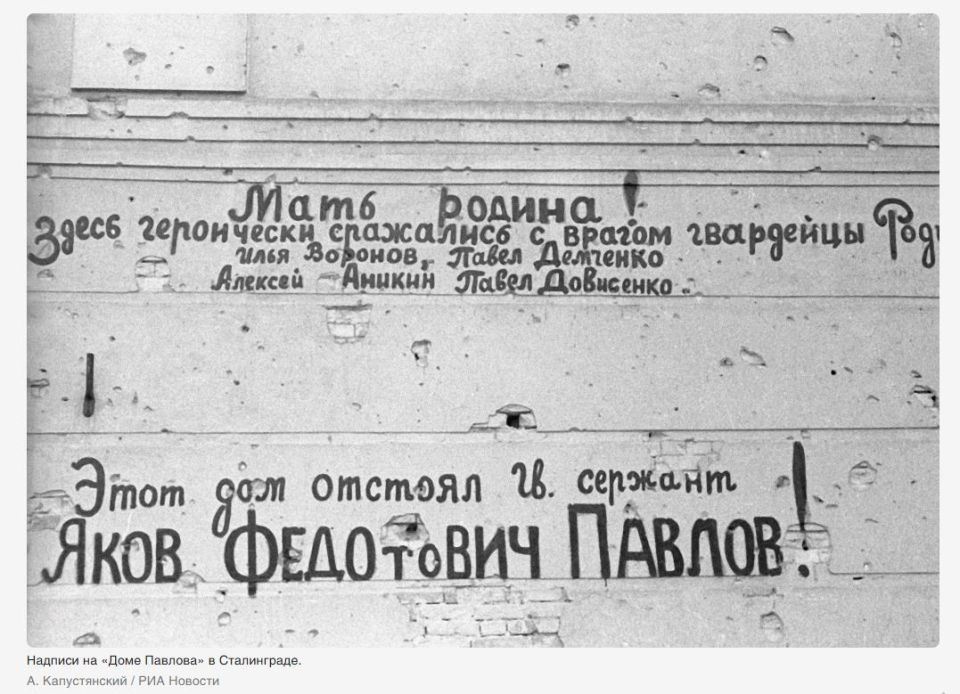 Мать Родина!
Здесь героически сражались с врагом гвардейцы
Илья Воронов, Павел Демченко
Алексей Аникин Павел Довисенко.
Этот дом отстоял гв. сержант
Яков Федотович Павлов!
Надписи на «Доме Павлова» в Сталинграде.
А. Капустянский / РИА Новости